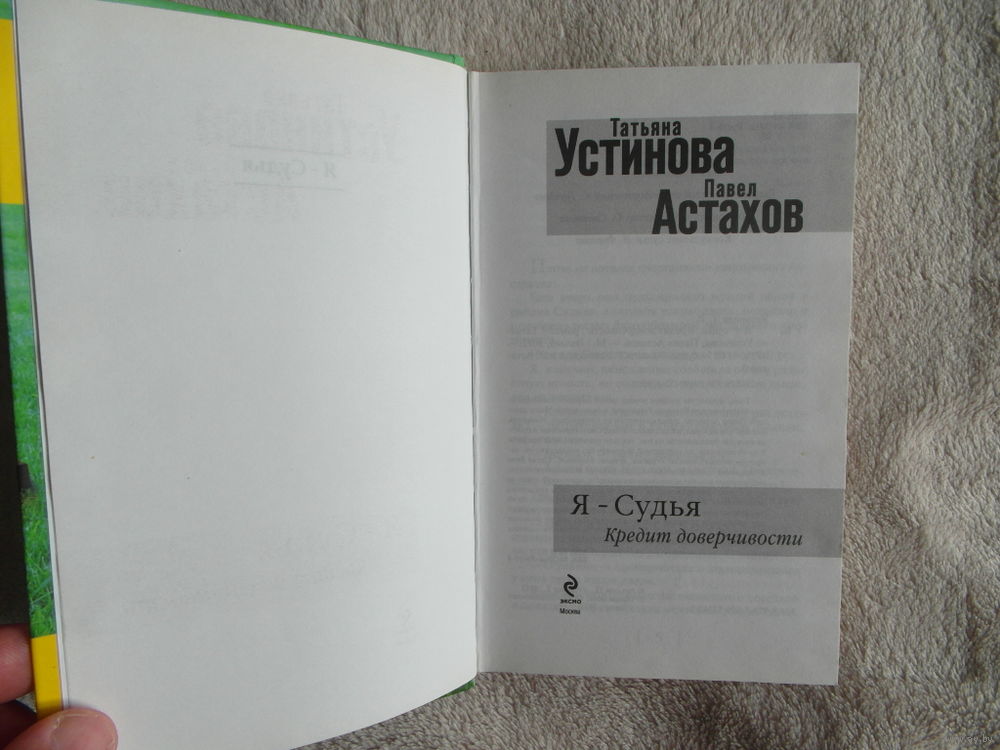 Татьяна
Устинова
Павел
Астахов
Я - Судья
Кредит доверчивости
эксмо
Москва